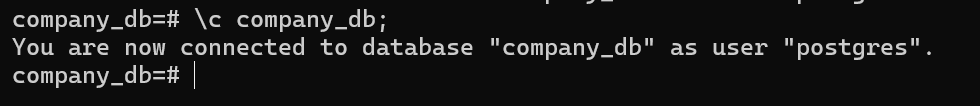 company_db=# \c company_db;
You are now connected to database "company_db" as user "postgres".
company_db=#